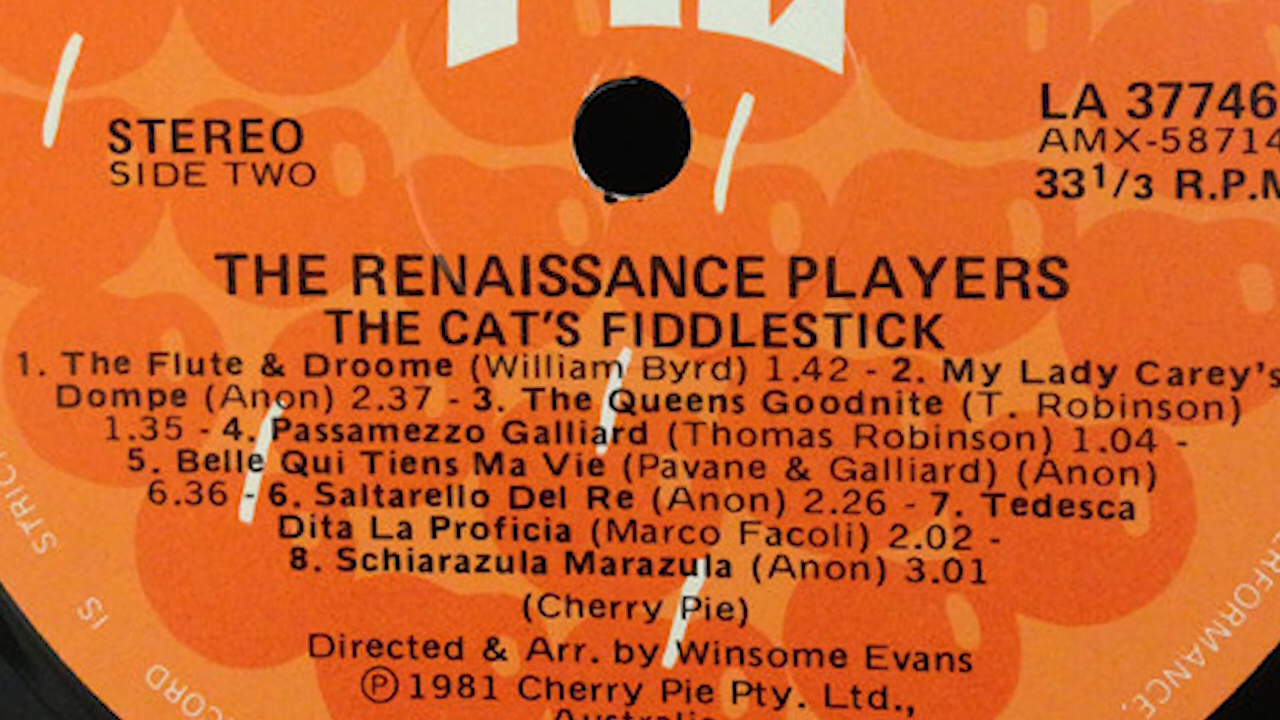 STEREO
SIDE TWO
LA 37746
AMX-58714
33 1/3 R.P.M
THE RENAISSANCE PLAYERS
THE CAT'S FIDDLESTICK
1. The Flute & Droome (William Byrd) 1.42 - 2. My Lady Carey's
Dompe (Anon) 2.37 - 3. The Queens Goodnite (T. Robinson)
1.35 - 4. Passamezzo Galliard (Thomas Robinson) 1.04 -
5. Belle Qui Tiens Ma Vie (Pavane & Galliard) (Anon)
6.36 - 6. Saltarello Del Re (Anon) 2.26 - 7. Tedesca
Dita La Proficia (Marco Facoli) 2.02 -
8. Schiarazula Marazula (Anon) 3.01
(Cherry Pie)
Directed & Arr. by Winsome Evans
Ⓟ 1981 Cherry Pie Pty. Ltd.,
Australia
IS